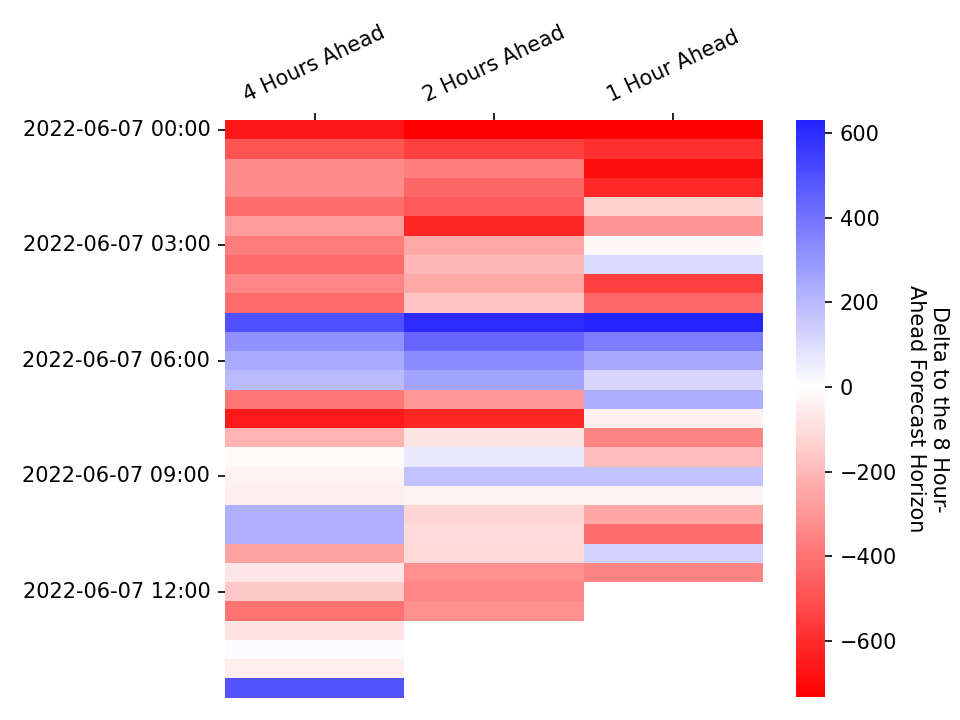 4 Hours Ahead
2 Hours Ahead
1 Hour Ahead
2022-06-07 00:00
2022-06-07 03:00
2022-06-07 06:00
2022-06-07 09:00
2022-06-07 12:00
600
400
200
0
−200
−400
−600
Delta to the 8 Hour-
Ahead Forecast Horizon